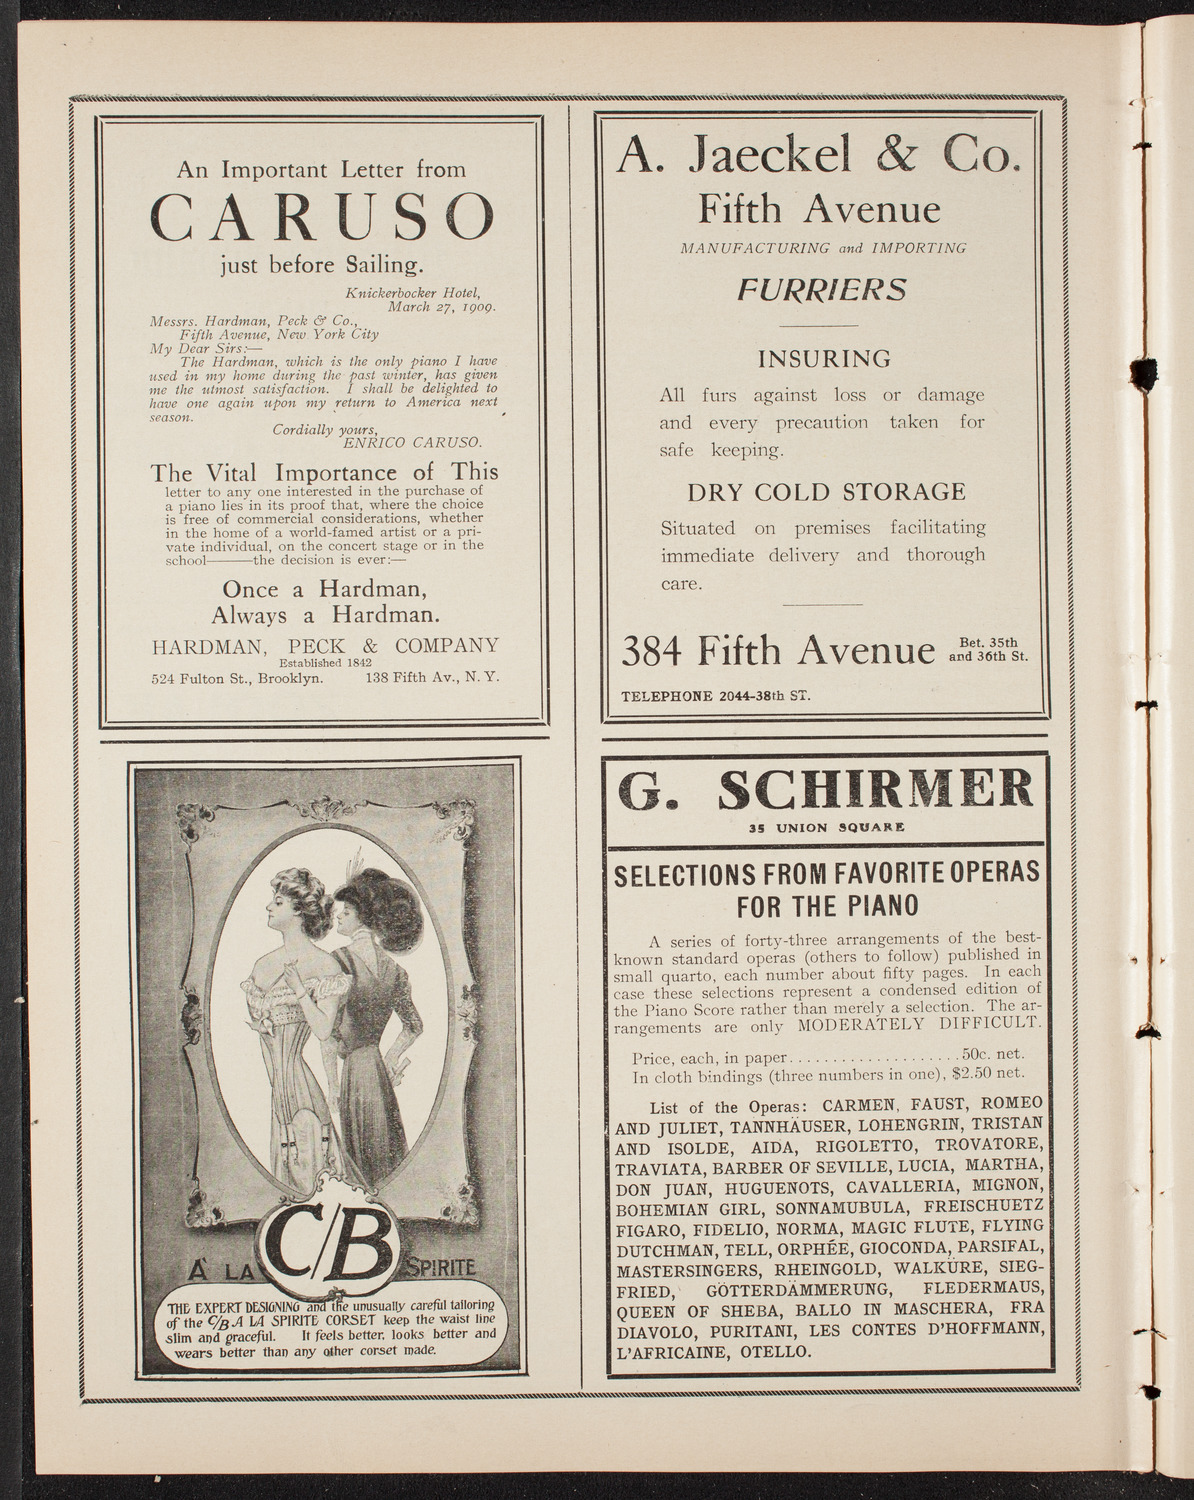 An Important Letter from
CARUSO
just before Sailing.
Knickerbocker Hotel,
March 27, 1909.
Messrs. Hardman, Peck & Co.,
Fifth Avenue, New York City
My Dear Sirs:—
The Hardman, which is the only piano I have
used in my home during the past winter, has given
me the utmost satisfaction. I shall be delighted to
have one again upon my return to America next
season.
Cordially yours,
ENRICO CARUSO.
The Vital Importance of This
letter to any one interested in the purchase of
a piano lies in its proof that, where the choice
is free of commercial considerations, whether
in the home of a world-famed artist or a pri-
vate individual, on the concert stage or in the
school———the decision is ever:—
Once a Hardman,
Always a Hardman.
HARDMAN, PECK & COMPANY
Established 1842
524 Fulton St., Brooklyn. 138 Fifth Av., N. Y.
A. Jaeckel & Co.
Fifth Avenue
MANUFACTURING and IMPORTING
FURRIERS
INSURING
All furs against loss or damage
and every precaution taken for
safe keeping.
DRY COLD STORAGE
Situated on premises facilitating
immediate delivery and thorough
care.
384 Fifth Avenue Bet. 35th
and 36th St.
TELEPHONE 2044-38th ST.
C/B
À LA SPIRITE
THE EXPERT DESIGNING and the unusually careful tailoring
of the C/B A LA SPIRITE CORSET keep the waist line
slim and graceful. It feels better, looks better and
wears better than any other corset made.
G. SCHIRMER
35 UNION SQUARE
SELECTIONS FROM FAVORITE OPERAS
FOR THE PIANO
A series of forty-three arrangements of the best-
known standard operas (others to follow) published in
small quarto, each number about fifty pages. In each
case these selections represent a condensed edition of
the Piano Score rather than merely a selection. The ar-
rangements are only MODERATELY DIFFICULT.
Price, each, in paper....................50c. net.
In cloth bindings (three numbers in one), $2.50 net.
List of the Operas: CARMEN, FAUST, ROMEO
AND JULIET, TANNHÄUSER, LOHENGRIN, TRISTAN
AND ISOLDE, AIDA, RIGOLETTO, TROVATORE,
TRAVIATA, BARBER OF SEVILLE, LUCIA, MARTHA,
DON JUAN, HUGUENOTS, CAVALLERIA, MIGNON,
BOHEMIAN GIRL, SONNAMUBULA, FREISCHUETZ
FIGARO, FIDELIO, NORMA, MAGIC FLUTE, FLYING
DUTCHMAN, TELL, ORPHÉE, GIOCONDA, PARSIFAL,
MASTERSINGERS, RHEINGOLD, WALKÜRE, SIEG-
FRIED, GÖTTERDÄMMERUNG, FLEDERMAUS,
QUEEN OF SHEBA, BALLO IN MASCHERA, FRA
DIAVOLO, PURITANI, LES CONTES D'HOFFMANN,
L'AFRICAINE, OTELLO.